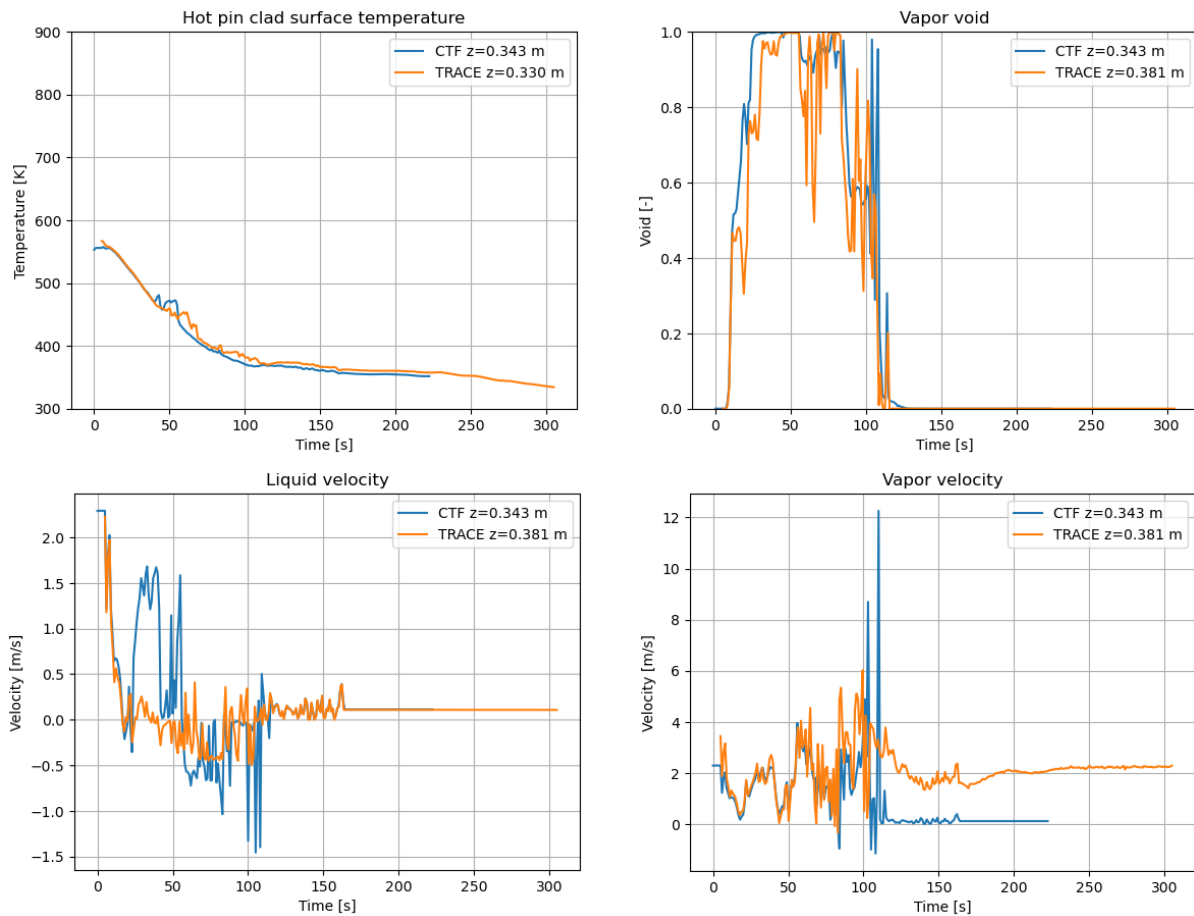 Hot pin clad surface temperature
900
800
700
600
500
400
300
Temperature [K]
CTF z=0.343 m
TRACE z=0.330 m
0
50
100
150
200
250
300
Time [s]
Vapor void
1.0
0.8
0.6
0.4
0.2
0.0
Void [-]
CTF z=0.343 m
TRACE z=0.381 m
0
50
100
150
200
250
300
Time [s]
Liquid velocity
2.0
1.5
1.0
0.5
0.0
−0.5
−1.0
−1.5
Velocity [m/s]
CTF z=0.343 m
TRACE z=0.381 m
0
50
100
150
200
250
300
Time [s]
Vapor velocity
12
10
8
6
4
2
0
Velocity [m/s]
CTF z=0.343 m
TRACE z=0.381 m
0
50
100
150
200
250
300
Time [s]